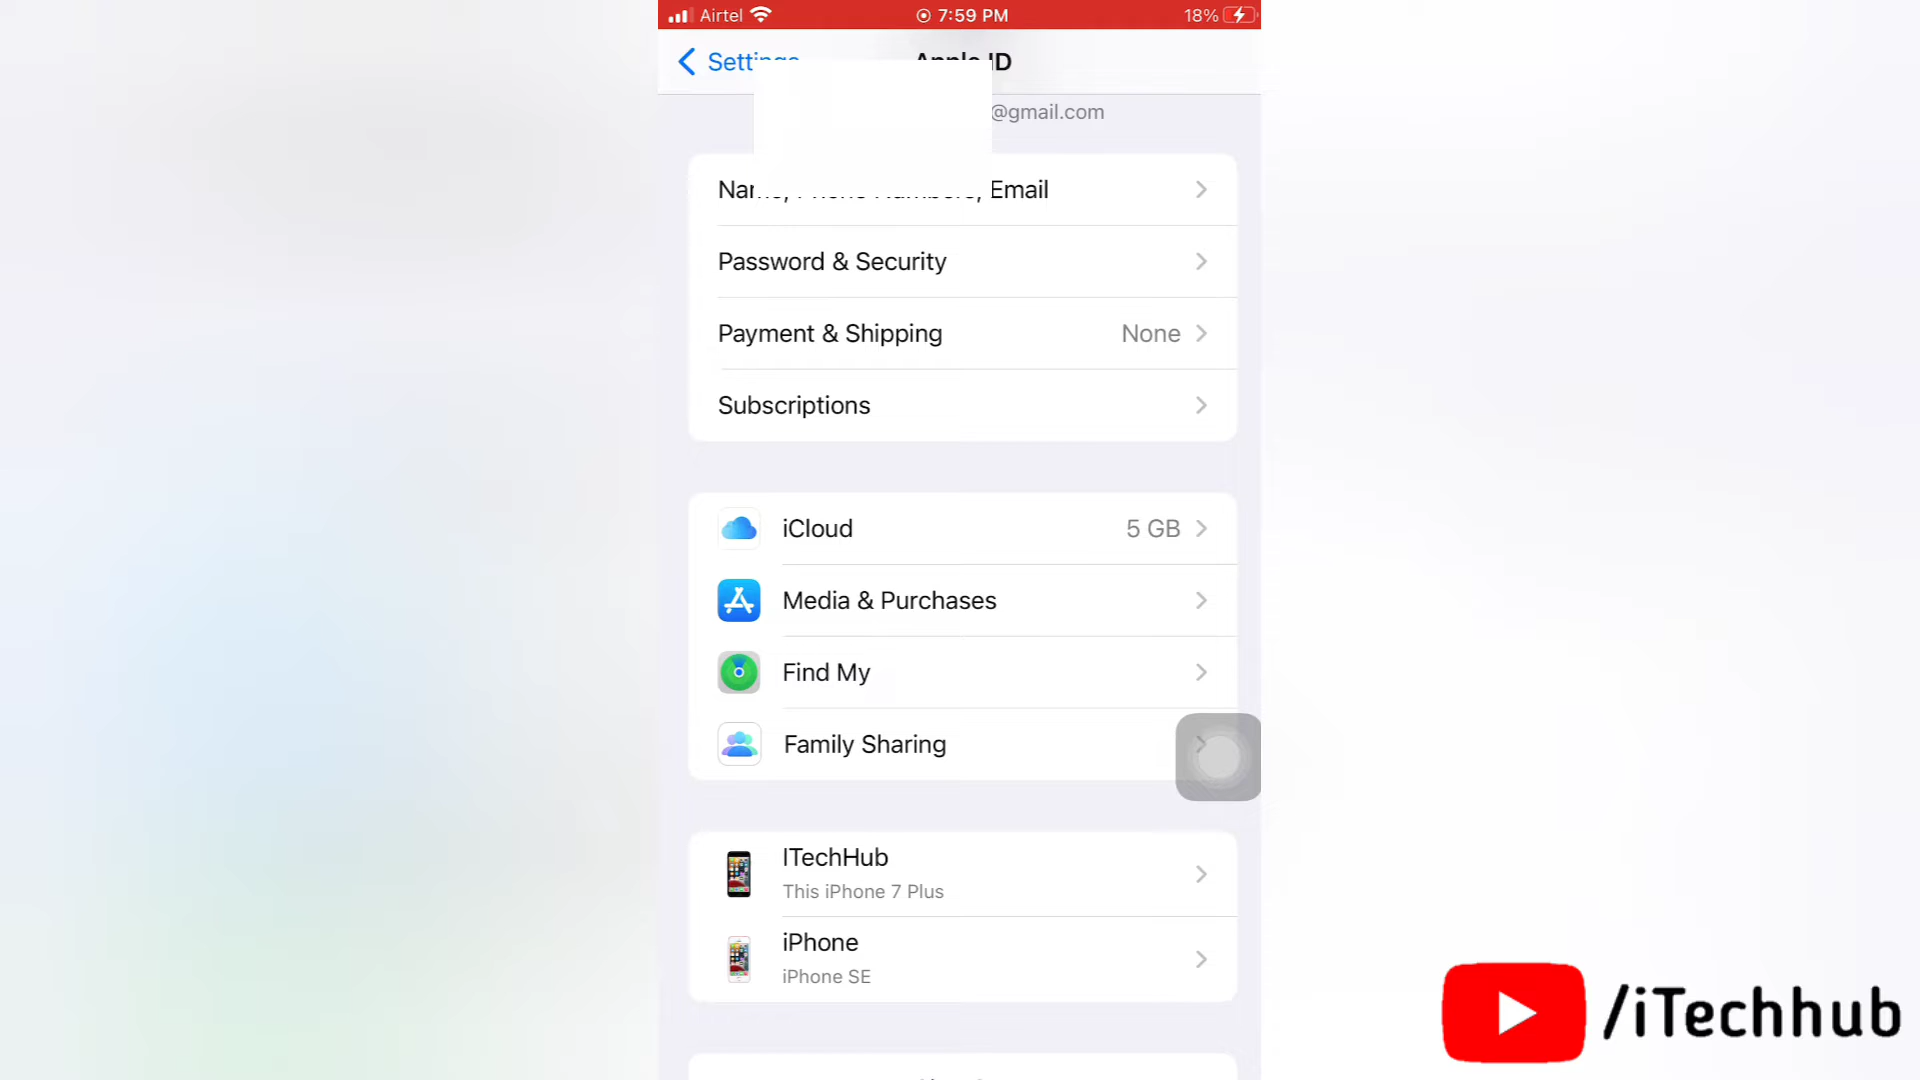 Airtel 7:59 PM 18%
Settings Apple ID
@gmail.com
Name, Phone Numbers, Email
Password & Security
Payment & Shipping None
Subscriptions
iCloud 5 GB
Media & Purchases
Find My
Family Sharing
ITechHub
This iPhone 7 Plus
iPhone
iPhone SE
/iTechhub